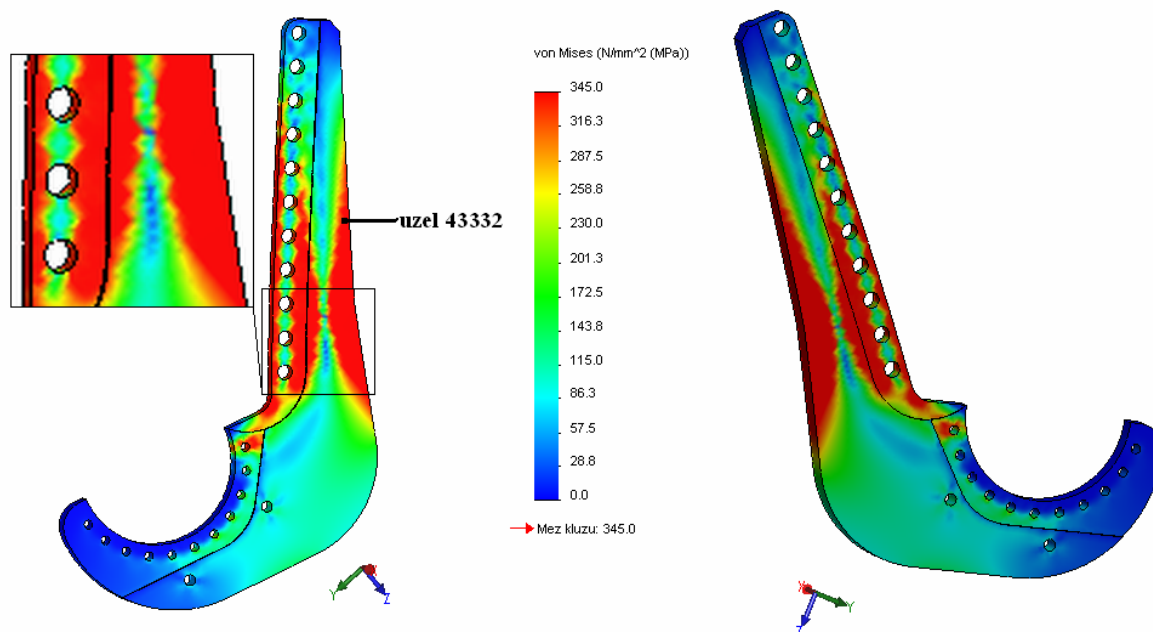 von Mises (N/mm^2 (MPa))
345.0
316.3
287.5
258.8
230.0
201.3
172.5
143.8
115.0
86.3
57.5
28.8
0.0
Mez kluzu: 345.0
uzel 43332
Y
Z
X
Y
Z